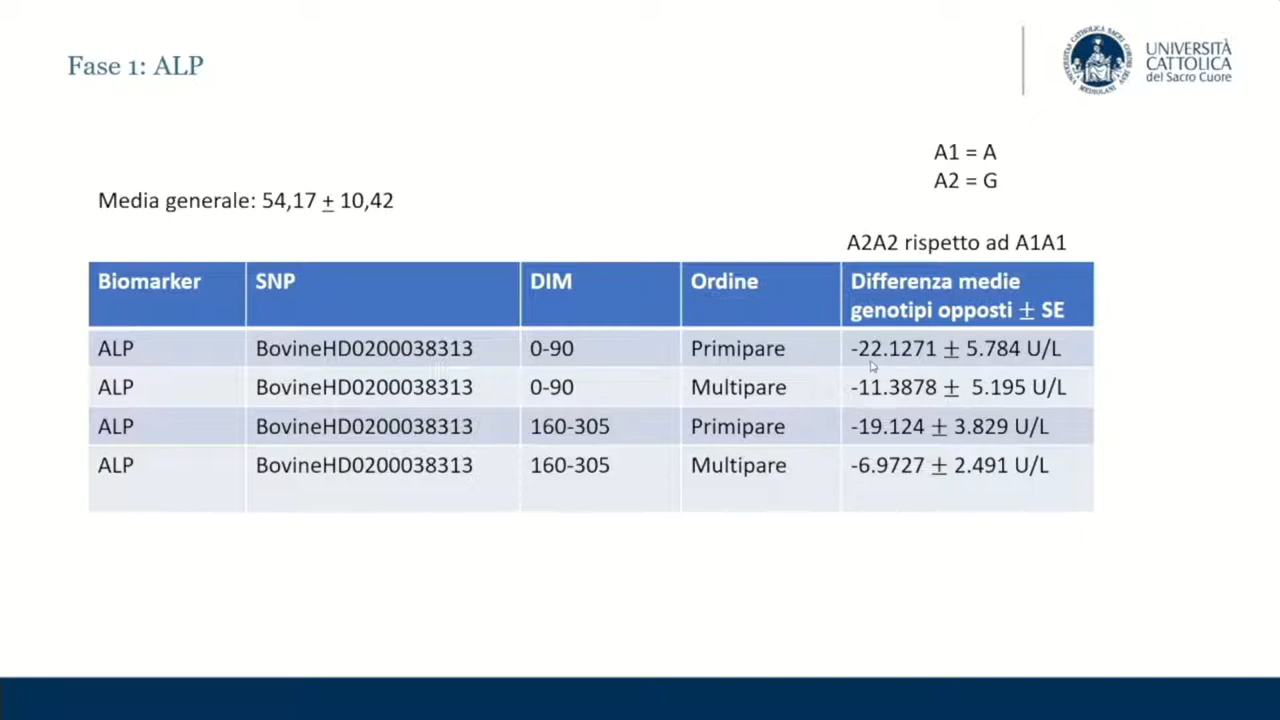 Fase 1: ALP
UNIVERSITÀ
CATTOLICA
del Sacro Cuore
A1 = A
A2 = G
Media generale: 54,17 ± 10,42
A2A2 rispetto ad A1A1
Biomarker SNP DIM Ordine Differenza medie
genotipi opposti ± SE
ALP BovineHD0200038313 0-90 Primipare -22.1271 ± 5.784 U/L
ALP BovineHD0200038313 0-90 Multipare -11.3878 ± 5.195 U/L
ALP BovineHD0200038313 160-305 Primipare -19.124 ± 3.829 U/L
ALP BovineHD0200038313 160-305 Multipare -6.9727 ± 2.491 U/L